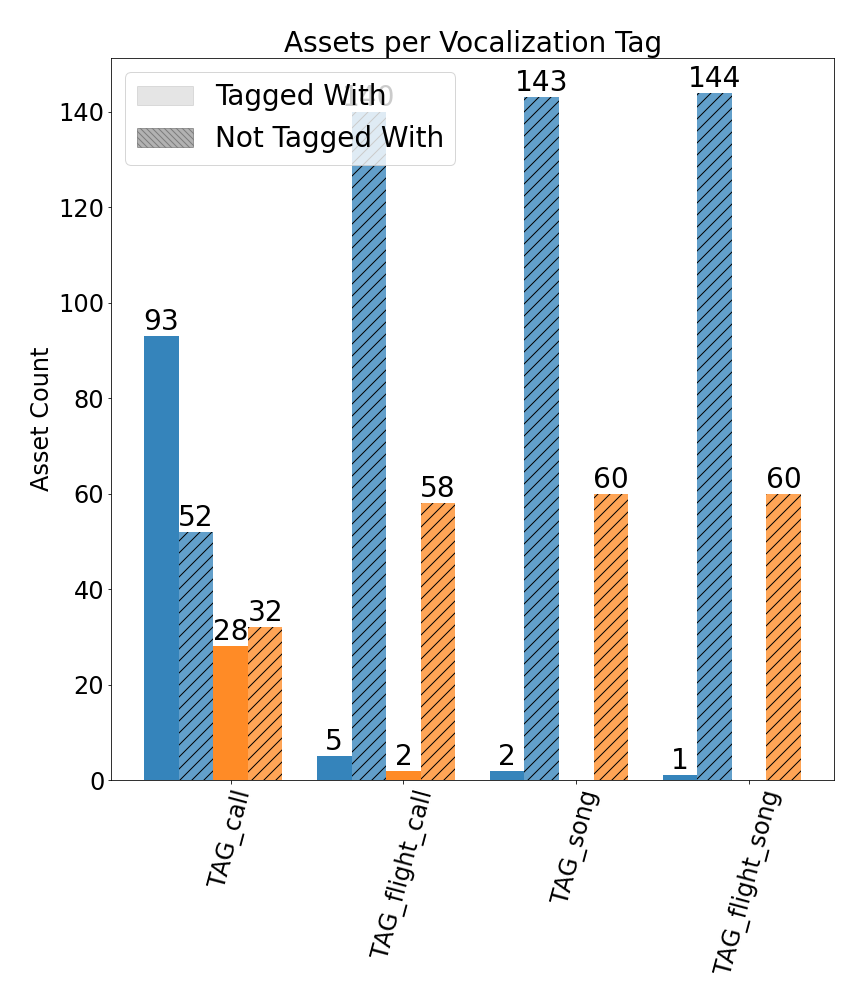 Assets per Vocalization Tag
Tagged With
Not Tagged With
140
143
144
93
52
28
32
5
2
58
2
60
1
60
Asset Count
140
120
100
80
60
40
20
0
TAG_call
TAG_flight_call
TAG_song
TAG_flight_song